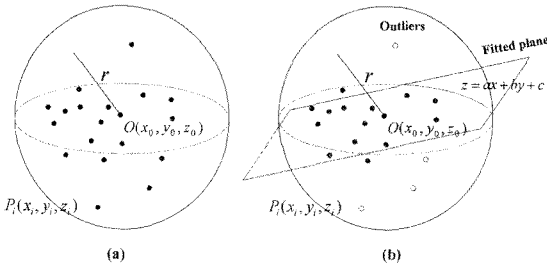 r
O(x₀, y₀, z₀)
Pᵢ(xᵢ, yᵢ, zᵢ)
(a)
Outliers
Fitted plane
r
z = ax + by + c
O(x₀, y₀, z₀)
Pᵢ(xᵢ, yᵢ, zᵢ)
(b)